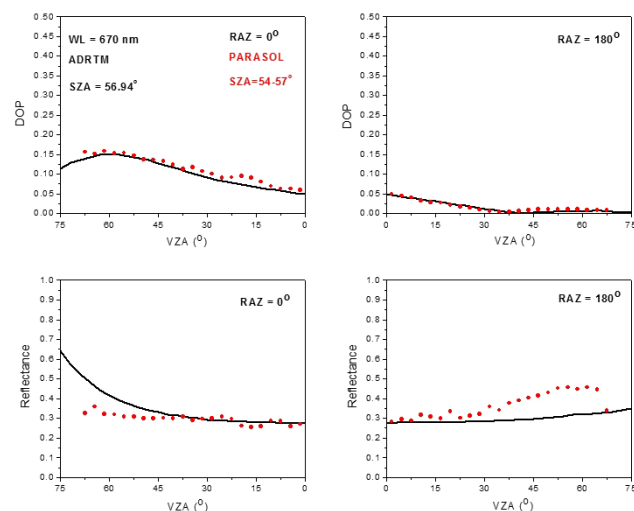 0.50
0.45
0.40
0.35
0.30
0.25
0.20
0.15
0.10
0.05
0.00
DOP
WL = 670 nm
RAZ = 0°
ADRTM
PARASOL
SZA = 56.94°
SZA=54-57°
75 60 45 30 15 0
VZA (°)
0.50
0.45
0.40
0.35
0.30
0.25
0.20
0.15
0.10
0.05
0.00
DOP
RAZ = 180°
0 15 30 45 60 75
VZA (°)
1.0
0.9
0.8
0.7
0.6
0.5
0.4
0.3
0.2
0.1
0.0
Reflectance
RAZ = 0°
75 60 45 30 15 0
VZA (°)
1.0
0.9
0.8
0.7
0.6
0.5
0.4
0.3
0.2
0.1
0.0
Reflectance
RAZ = 180°
0 15 30 45 60 75
VZA (°)